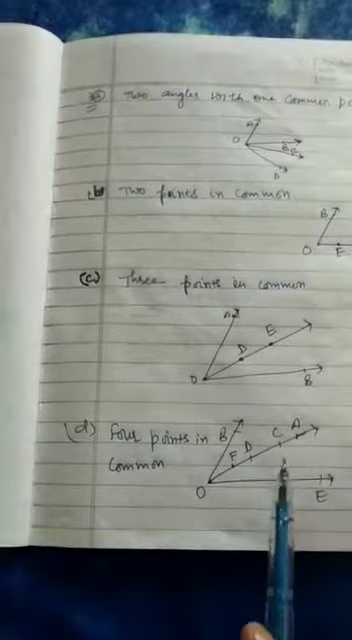 (a) Two angles with one common
A
O
B C
D
(b) Two points in common
B
O E
(c) Three points in common
A
D E
O B
(d) Four points in
common
B
F D C A
O E